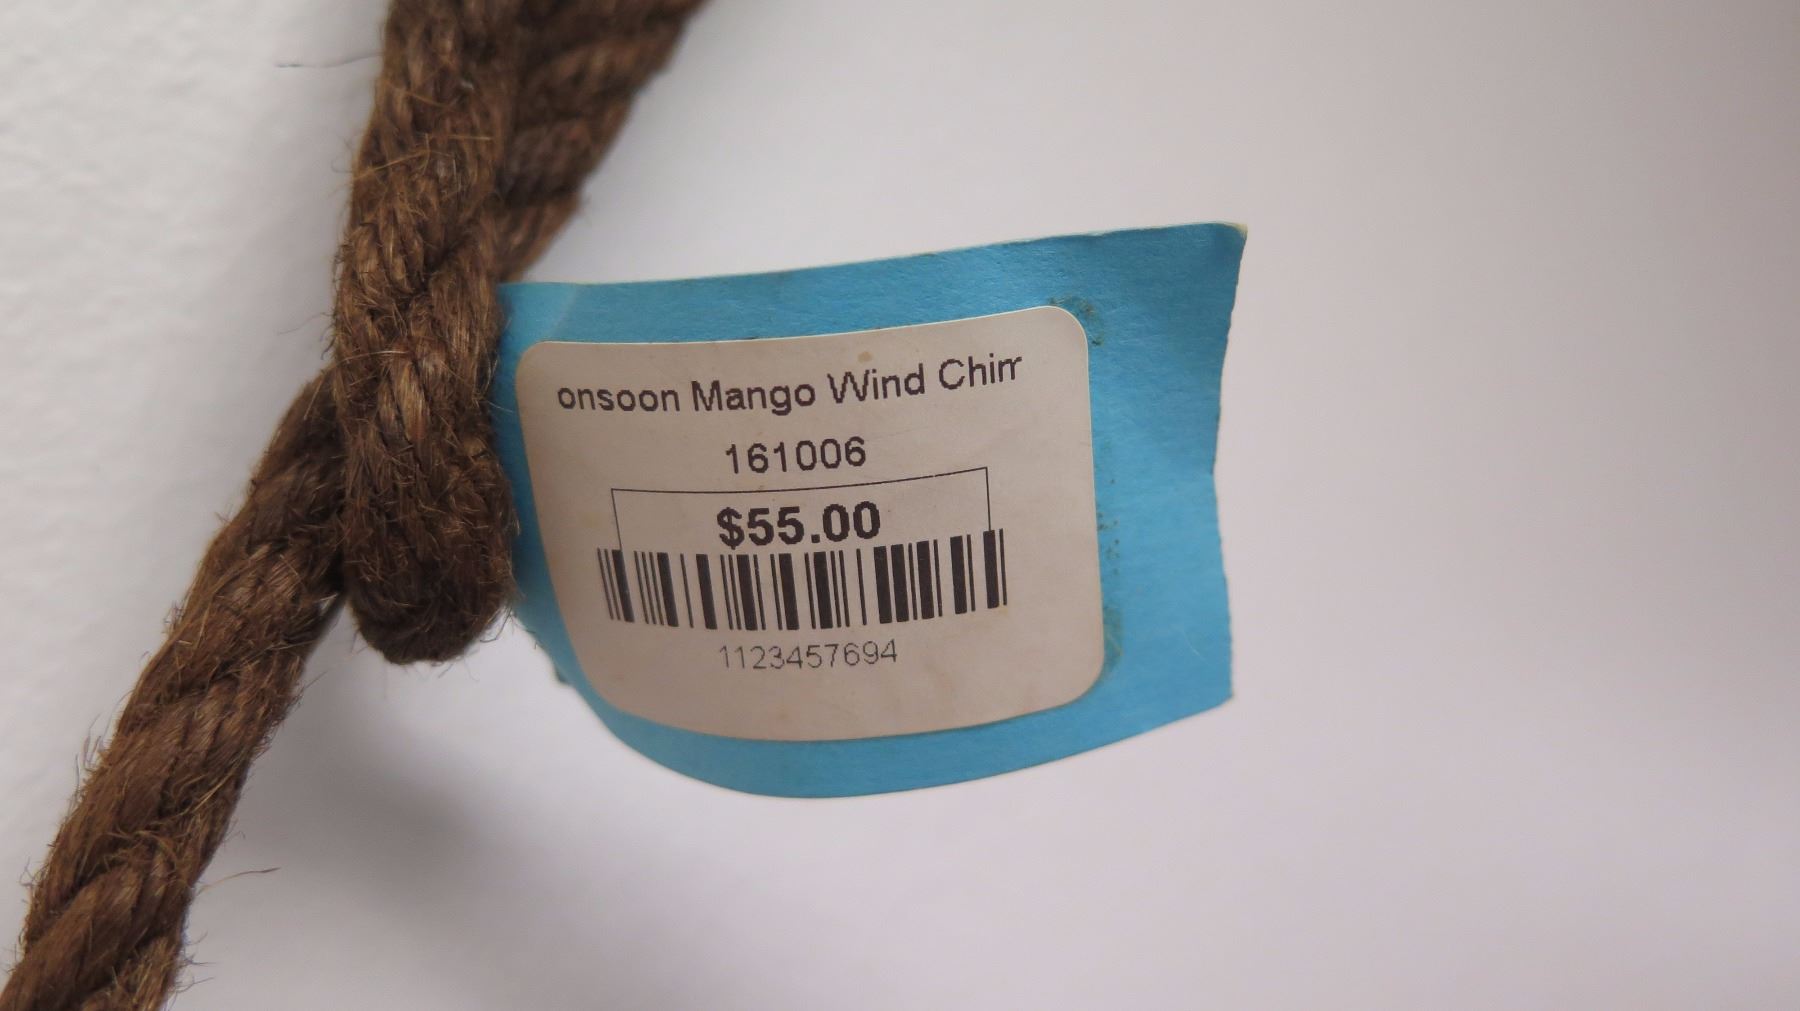 onsoon Mango Wind Chim
161006
$55.00
1123457694